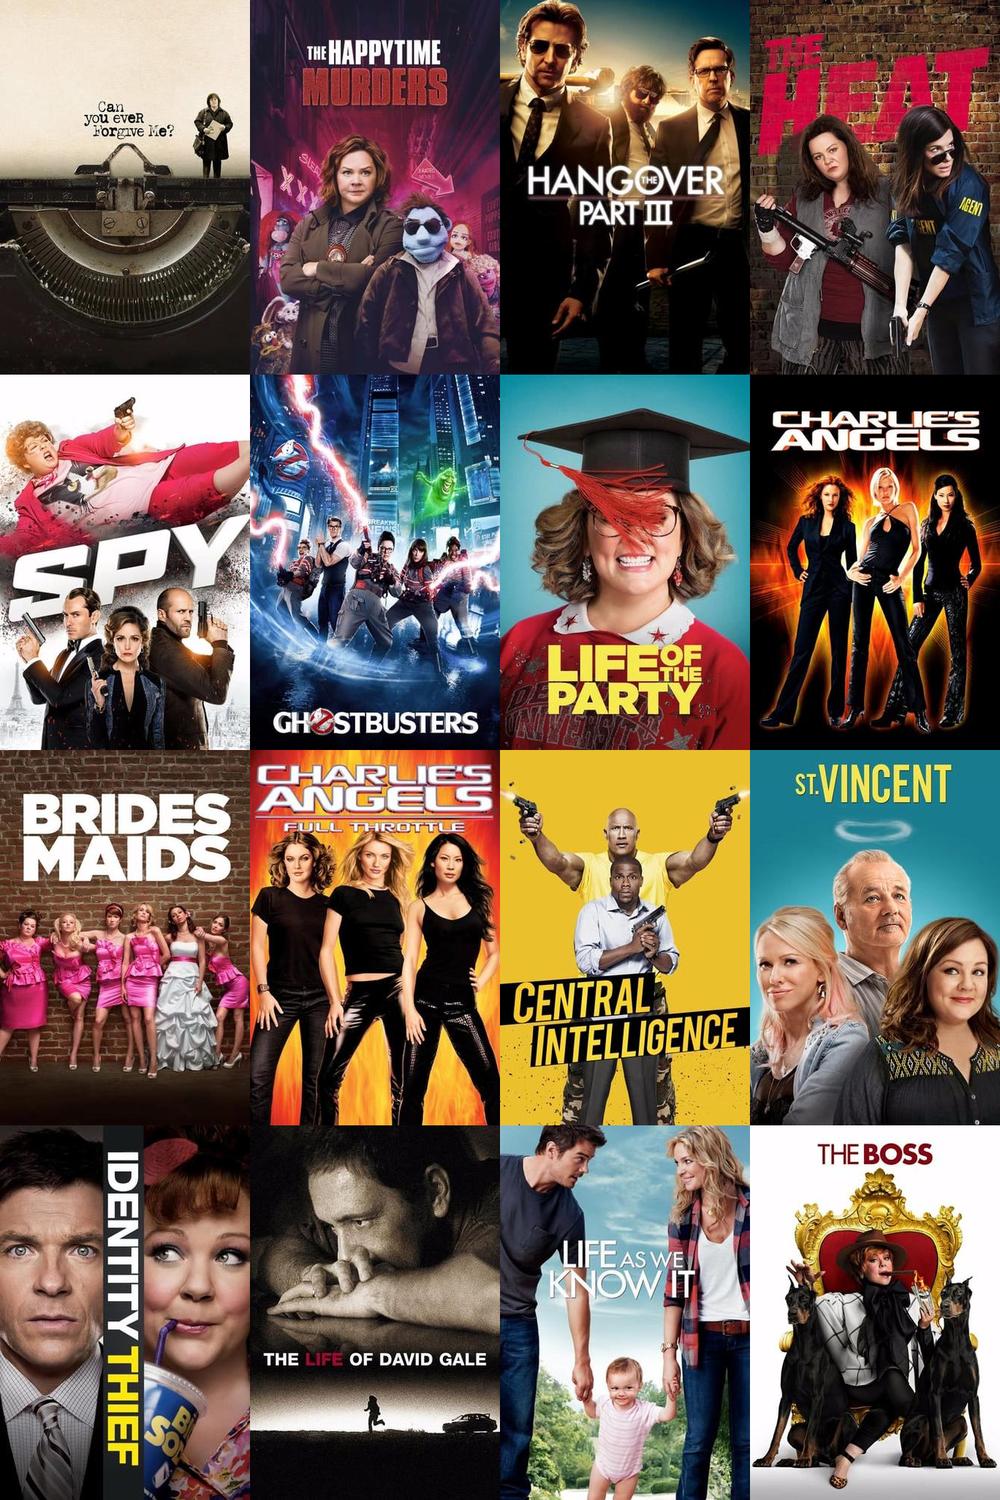 Can
you eveR
Forgive Me?
THE HAPPYTIME
MURDERS
THE HANGOVER
PART III
THE
HEAT
AGENT
SPY
GHOSTBUSTERS
LIFE OF THE
PARTY
CHARLIE'S
ANGELS
BRIDES
MAIDS
CHARLIE'S
ANGELS
FULL THROTTLE
CENTRAL
INTELLIGENCE
ST. VINCENT
IDENTITY THIEF
THE LIFE OF DAVID GALE
LIFE AS WE
KNOW IT
THE BOSS